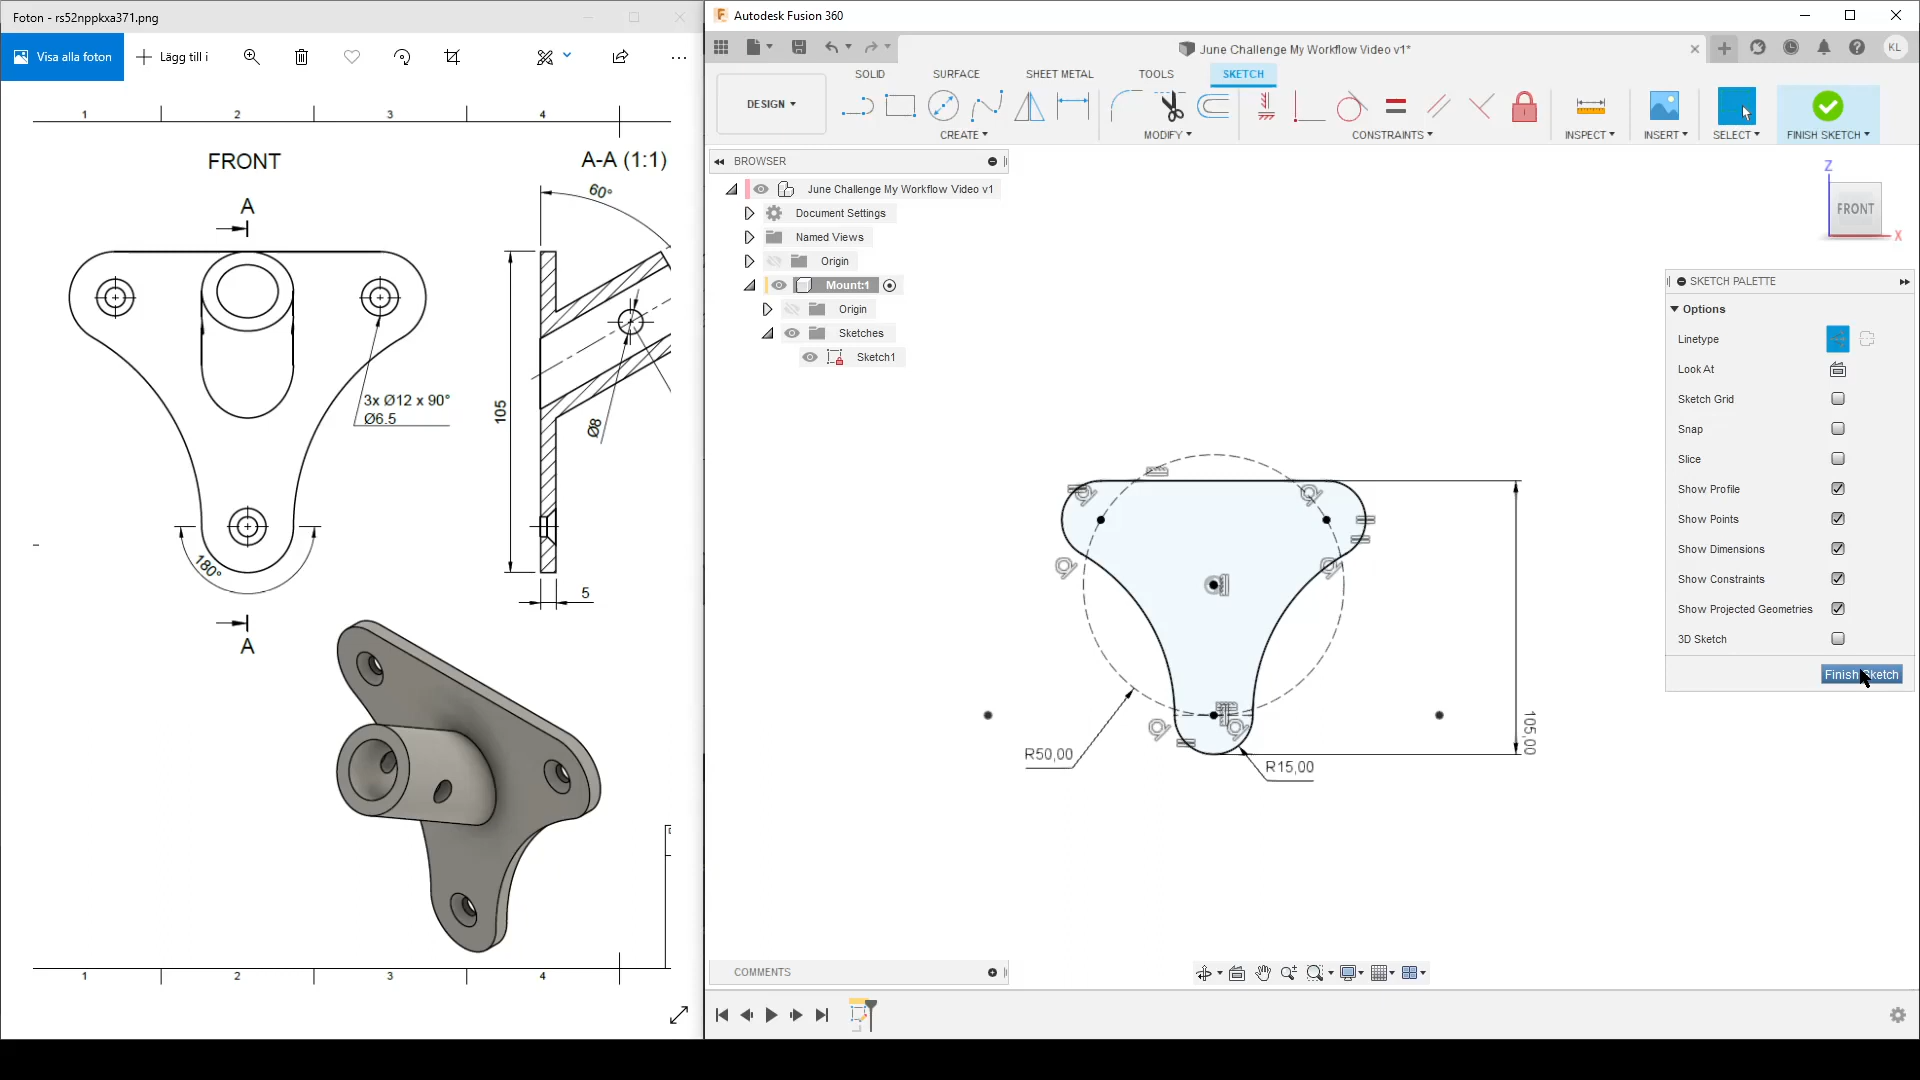 Foton - rs52nppkxa371.png
Visa alla foton
Lägg till i
1
2
3
4
FRONT
A-A (1:1)
60°
A
3x Ø12 x 90°
Ø6.5
105
Ø8
180°
5
A
1
2
3
4
Autodesk Fusion 360
June Challenge My Workflow Video v1*
KL
SOLID
SURFACE
SHEET METAL
TOOLS
SKETCH
DESIGN
CREATE
MODIFY
CONSTRAINTS
INSPECT
INSERT
SELECT
FINISH SKETCH
BROWSER
June Challenge My Workflow Video v1
Document Settings
Named Views
Origin
Mount:1
Origin
Sketches
Sketch1
Z
FRONT
X
SKETCH PALETTE
Options
Linetype
Look At
Sketch Grid
Snap
Slice
Show Profile
Show Points
Show Dimensions
Show Constraints
Show Projected Geometries
3D Sketch
Finish Sketch
R50,00
R15,00
105,00
COMMENTS